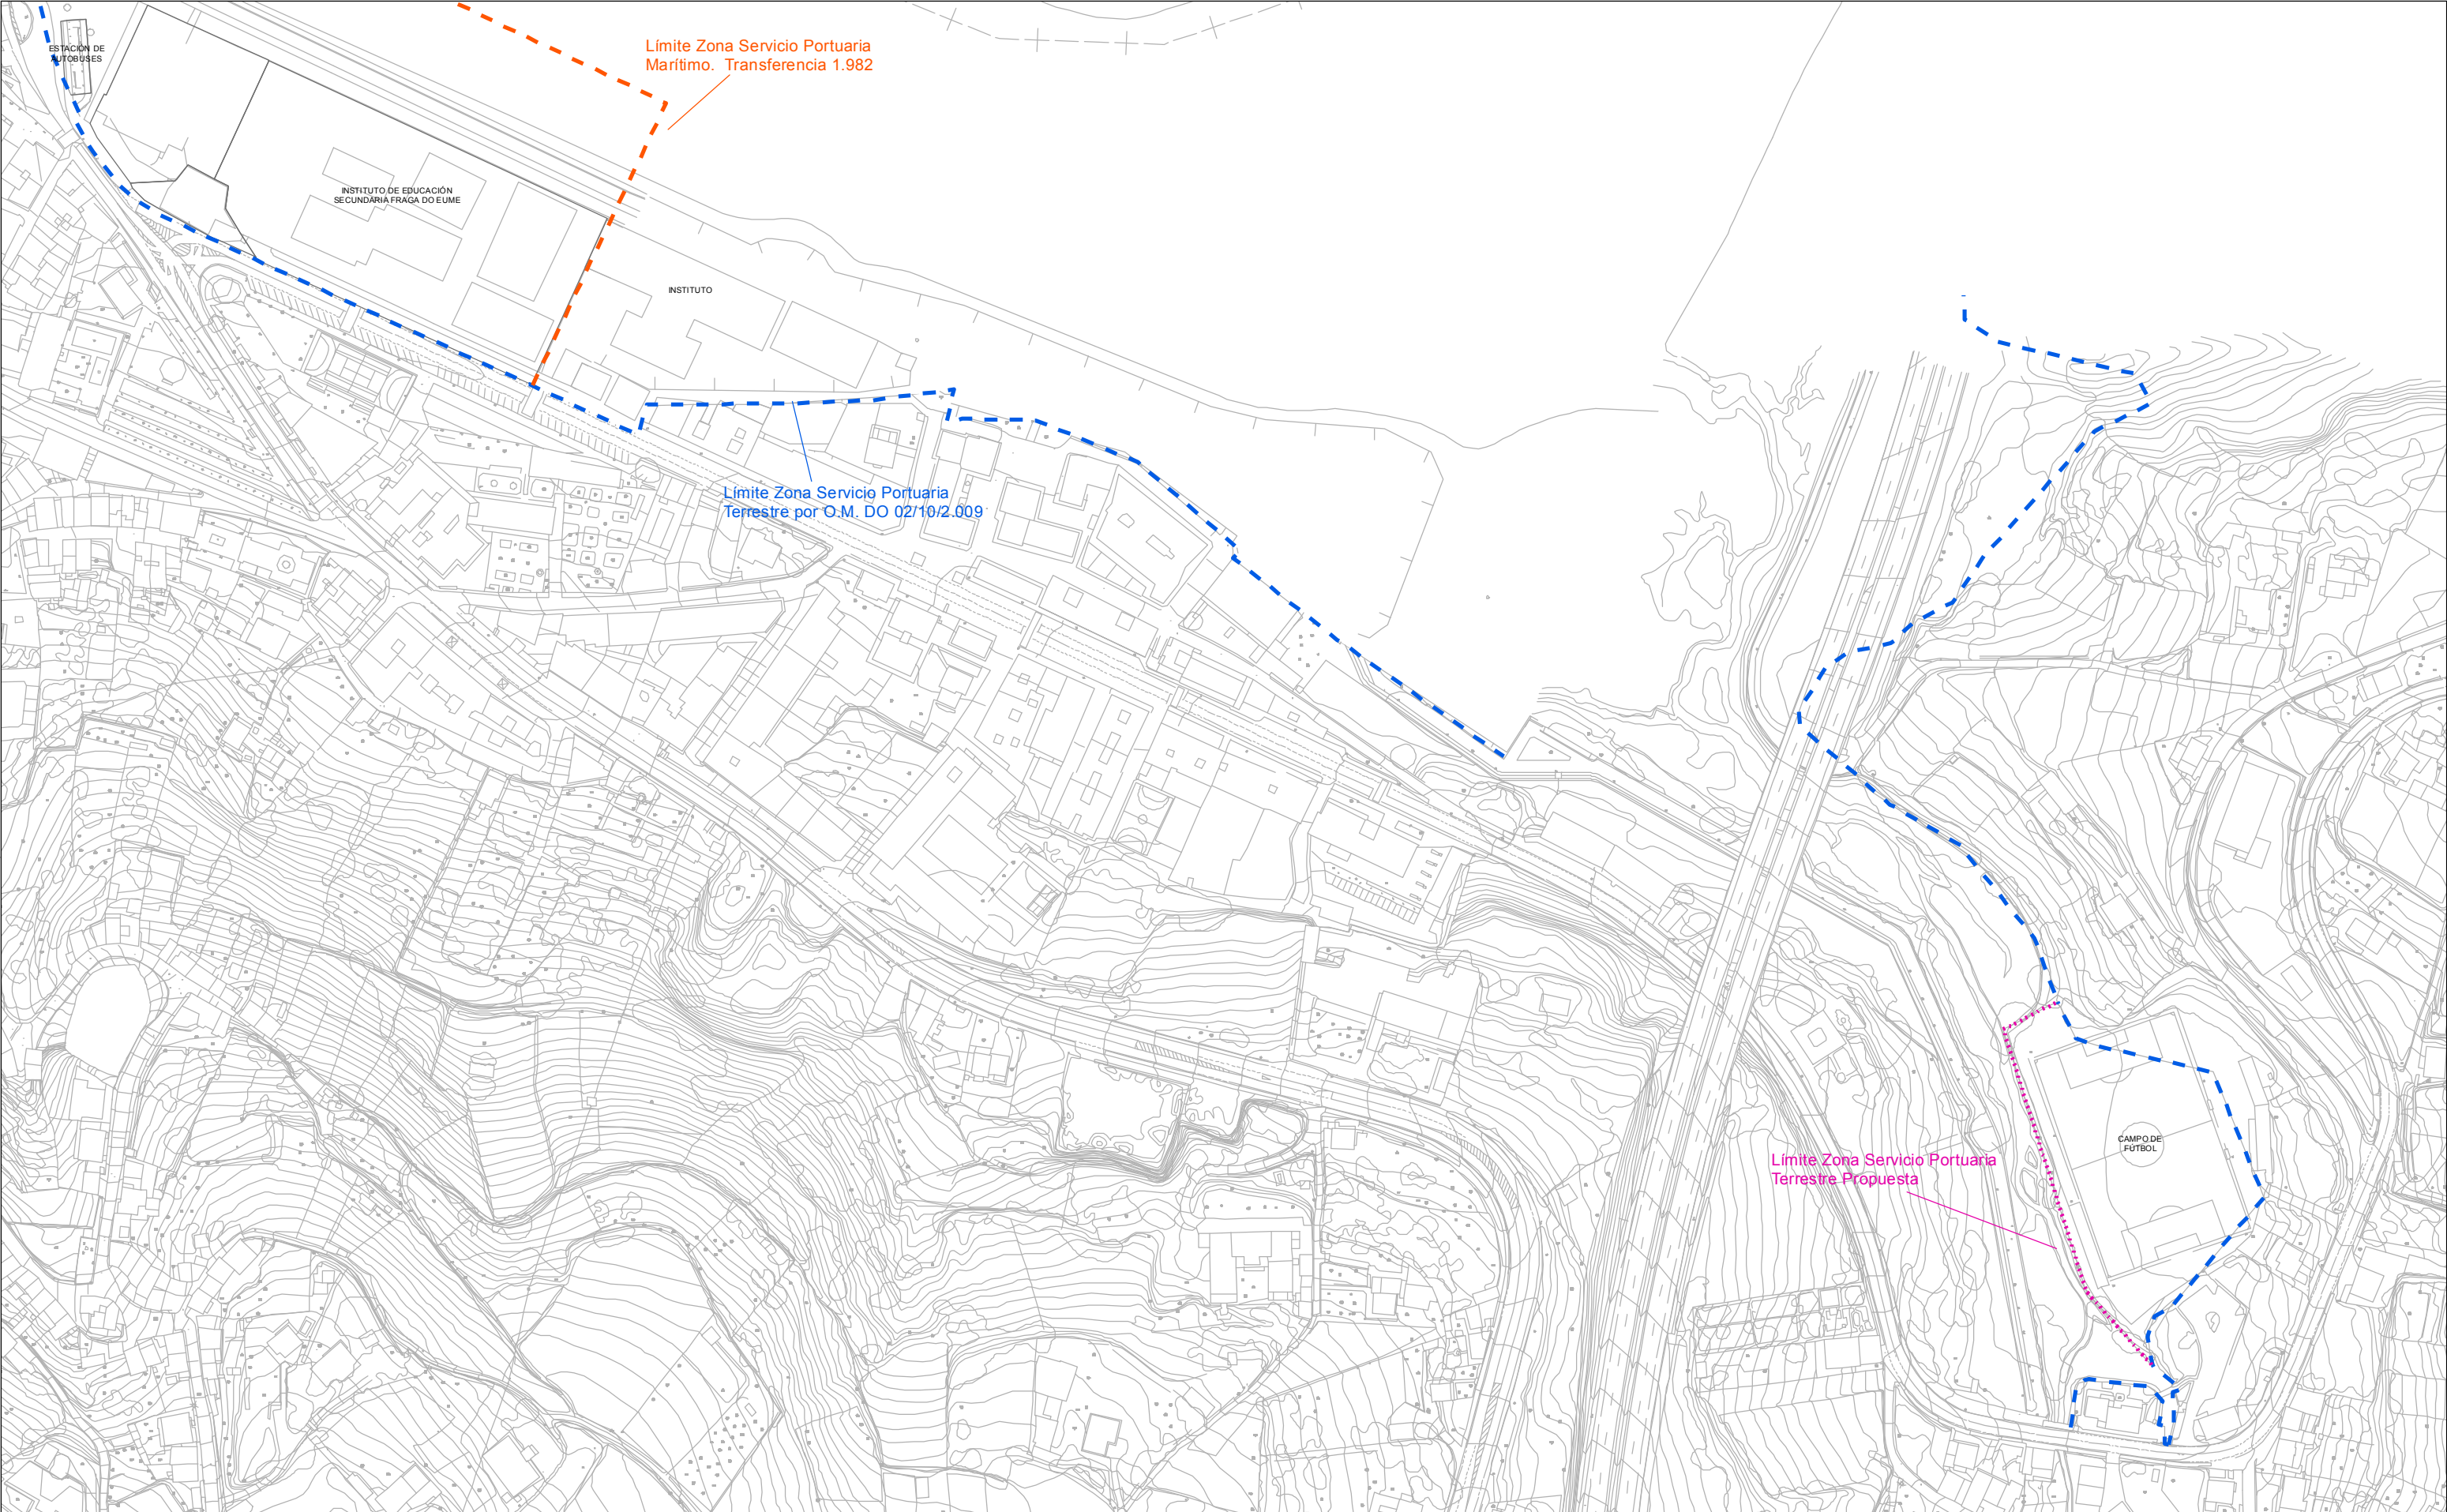 Límite Zona Servicio Portuaria
Marítimo. Transferencia 1.982
ESTACIÓN DE
AUTOBUSES
INSTITUTO DE EDUCACIÓN
SECUNDARIA FRAGA DO EUME
INSTITUTO
Límite Zona Servicio Portuaria
Terrestre por O.M. DO 02/10/2.009
CAMPO DE
FÚTBOL
Límite Zona Servicio Portuaria
Terrestre Propuesta